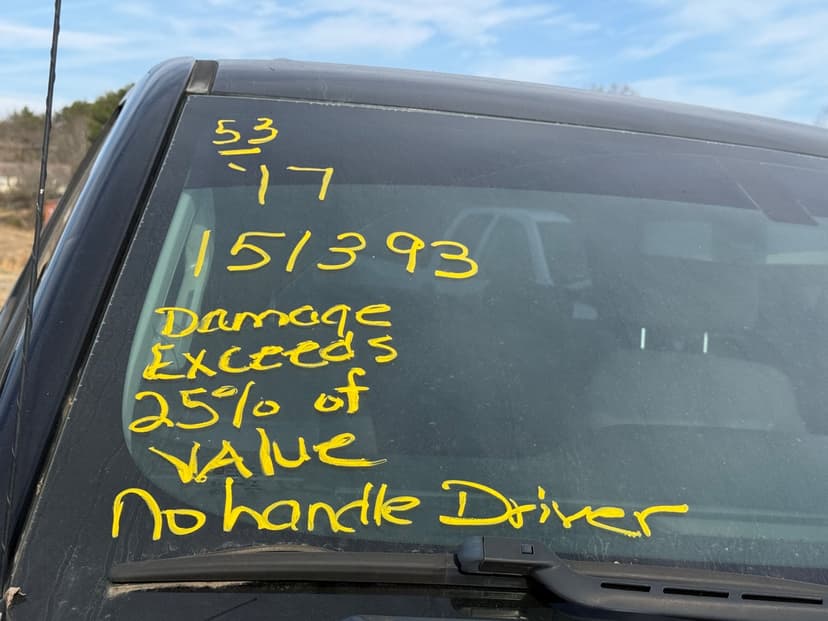 53
'17
151393
Damage
Exceeds
25% of
VAlue
No handle Driver